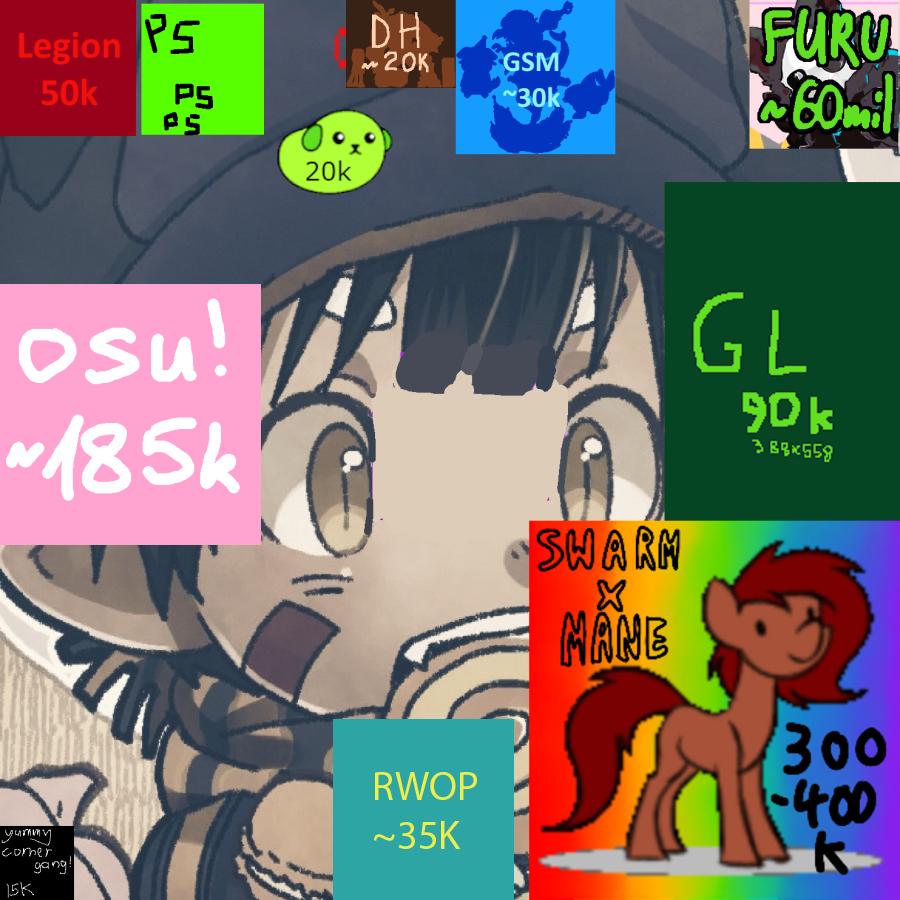 Legion
50k
PS
PS
PS
DH
~20K
GSM
~30k
FURU
~60mil
20k
osu!
~185k
GL
90k
SWARM
X
MANE
300
-400
K
RWOP
~35K
yummy
corner
gang!
15K